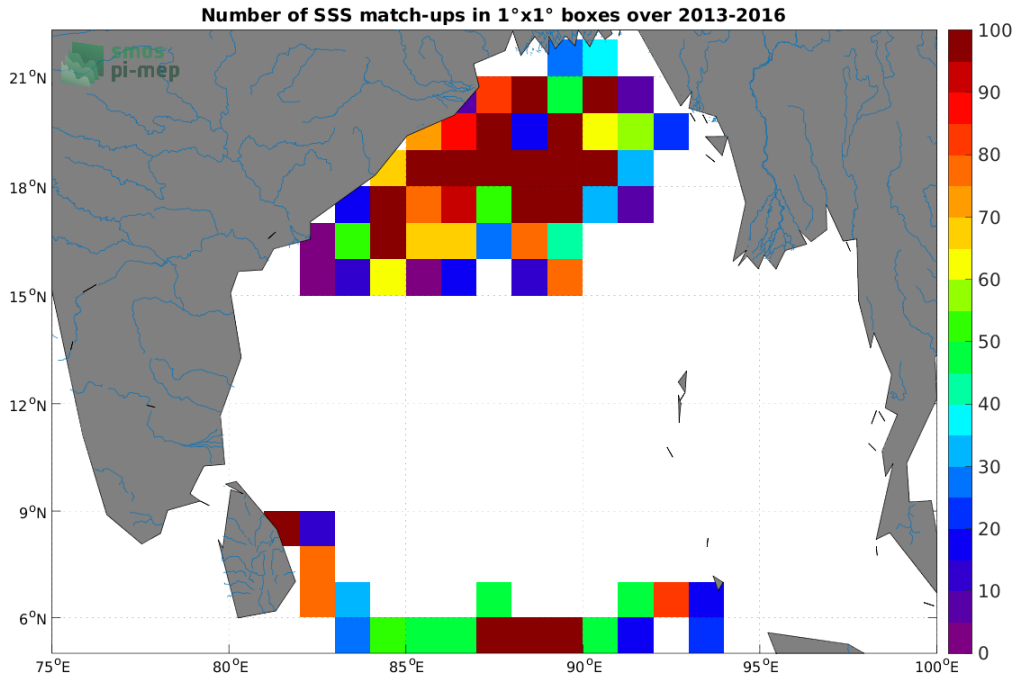 Number of SSS match-ups in 1°x1° boxes over 2013-2016
smos
pi-mep
21°N
18°N
15°N
12°N
9°N
6°N
75°E
80°E
85°E
90°E
95°E
100°E
100
90
80
70
60
50
40
30
20
10
0